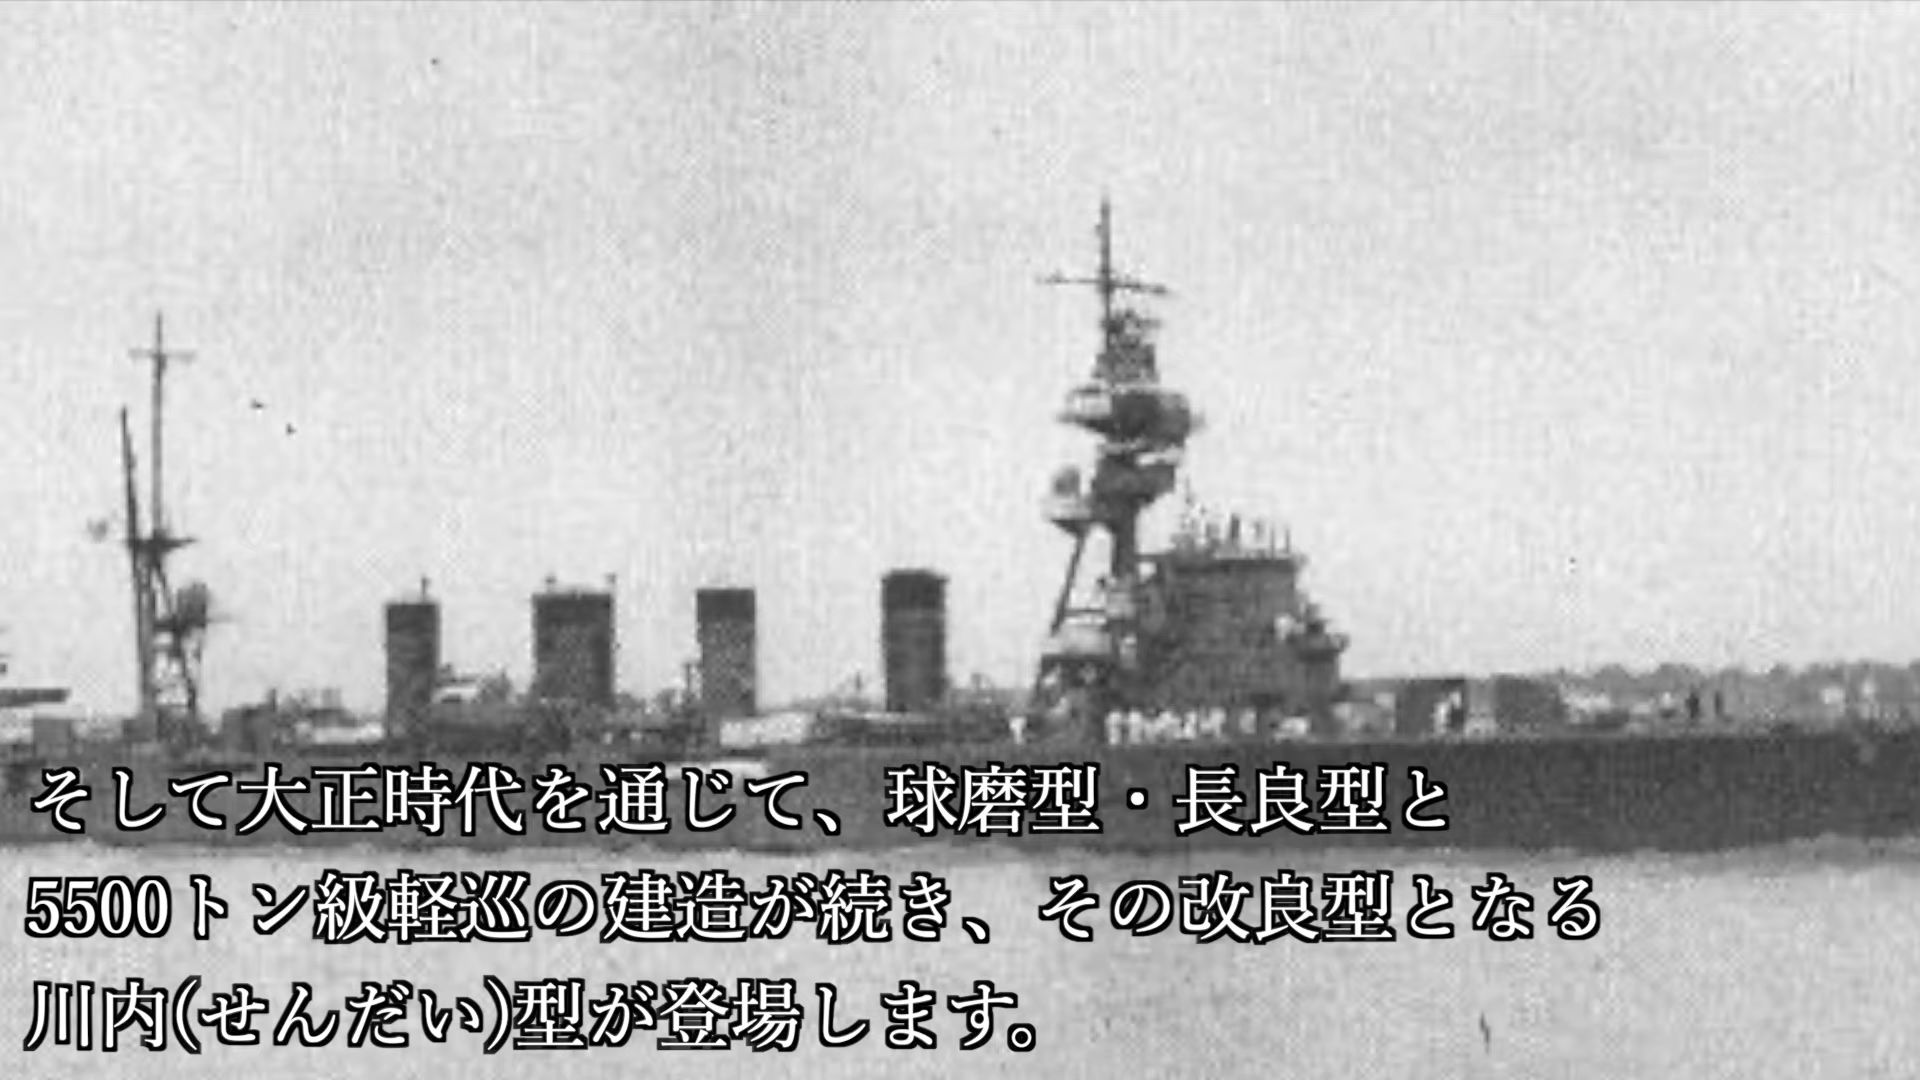 そして大正時代を通じて、球磨型・長良型と
5500トン級軽巡の建造が続き、その改良型となる
川内(せんだい)型が登場します。